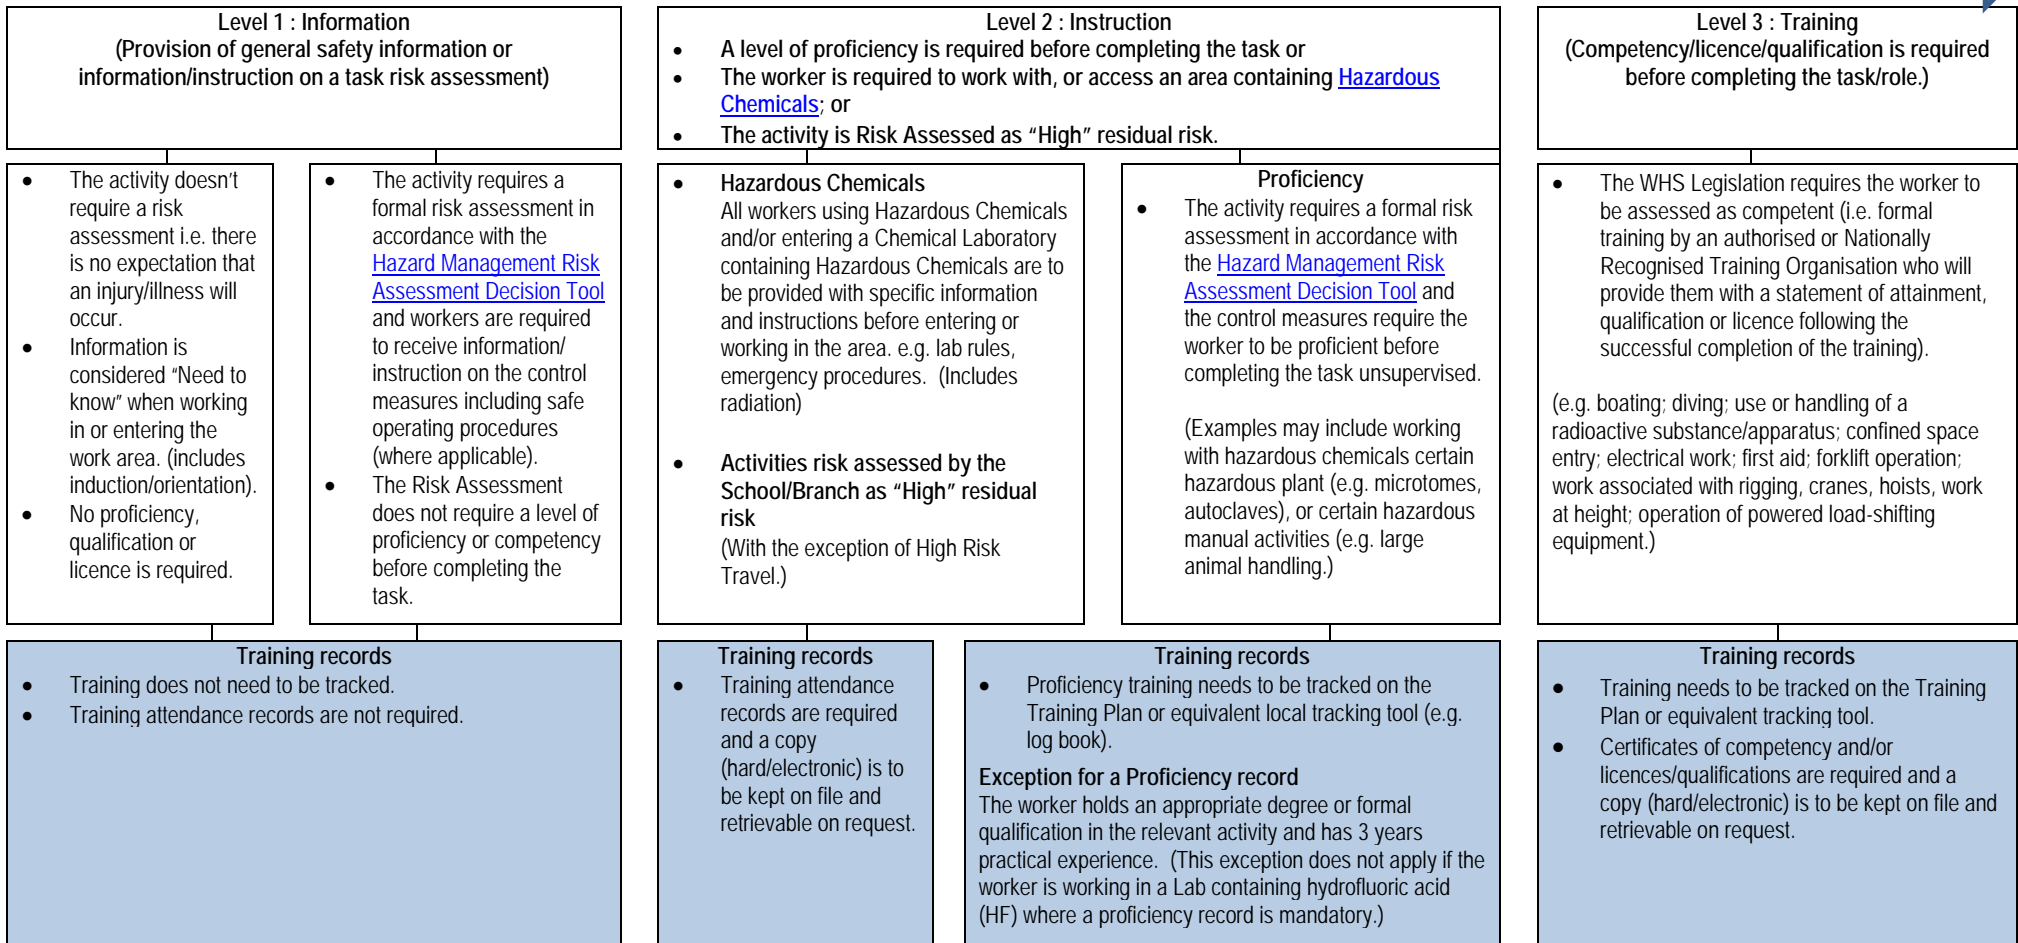 Level 1 : Information
(Provision of general safety information or
information/instruction on a task risk assessment)
Level 2 : Instruction
• A level of proficiency is required before completing the task or
• The worker is required to work with, or access an area containing Hazardous
Chemicals; or
• The activity is Risk Assessed as “High” residual risk.
Level 3 : Training
(Competency/licence/qualification is required
before completing the task/role.)
• The activity doesn’t
require a risk
assessment i.e. there
is no expectation that
an injury/illness will
occur.
• Information is
considered “Need to
know” when working
in or entering the
work area. (includes
induction/orientation).
• No proficiency,
qualification or
licence is required.
• The activity requires a
formal risk assessment in
accordance with the
Hazard Management Risk
Assessment Decision Tool
and workers are required
to receive information/
instruction on the control
measures including safe
operating procedures
(where applicable).
• The Risk Assessment
does not require a level of
proficiency or competency
before completing the
task.
• Hazardous Chemicals
All workers using Hazardous Chemicals
and/or entering a Chemical Laboratory
containing Hazardous Chemicals are to
be provided with specific information
and instructions before entering or
working in the area. e.g. lab rules,
emergency procedures. (Includes
radiation)
• Activities risk assessed by the
School/Branch as “High” residual
risk
(With the exception of High Risk
Travel.)
Proficiency
• The activity requires a formal risk
assessment in accordance with
the Hazard Management Risk
Assessment Decision Tool and
the control measures require the
worker to be proficient before
completing the task unsupervised.
(Examples may include working
with hazardous chemicals certain
hazardous plant (e.g. microtomes,
autoclaves), or certain hazardous
manual activities (e.g. large
animal handling.)
• The WHS Legislation requires the worker to
be assessed as competent (i.e. formal
training by an authorised or Nationally
Recognised Training Organisation who will
provide them with a statement of attainment,
qualification or licence following the
successful completion of the training).
(e.g. boating; diving; use or handling of a
radioactive substance/apparatus; confined space
entry; electrical work; first aid; forklift operation;
work associated with rigging, cranes, hoists, work
at height; operation of powered load-shifting
equipment.)
Training records
• Training does not need to be tracked.
• Training attendance records are not required.
Training records
• Training attendance
records are required
and a copy
(hard/electronic) is to
be kept on file and
retrievable on request.
Training records
• Proficiency training needs to be tracked on the
Training Plan or equivalent local tracking tool (e.g.
log book).
Exception for a Proficiency record
The worker holds an appropriate degree or formal
qualification in the relevant activity and has 3 years
practical experience. (This exception does not apply if the
worker is working in a Lab containing hydrofluoric acid
(HF) where a proficiency record is mandatory.)
Training records
• Training needs to be tracked on the Training
Plan or equivalent tracking tool.
• Certificates of competency and/or
licences/qualifications are required and a
copy (hard/electronic) is to be kept on file and
retrievable on request.